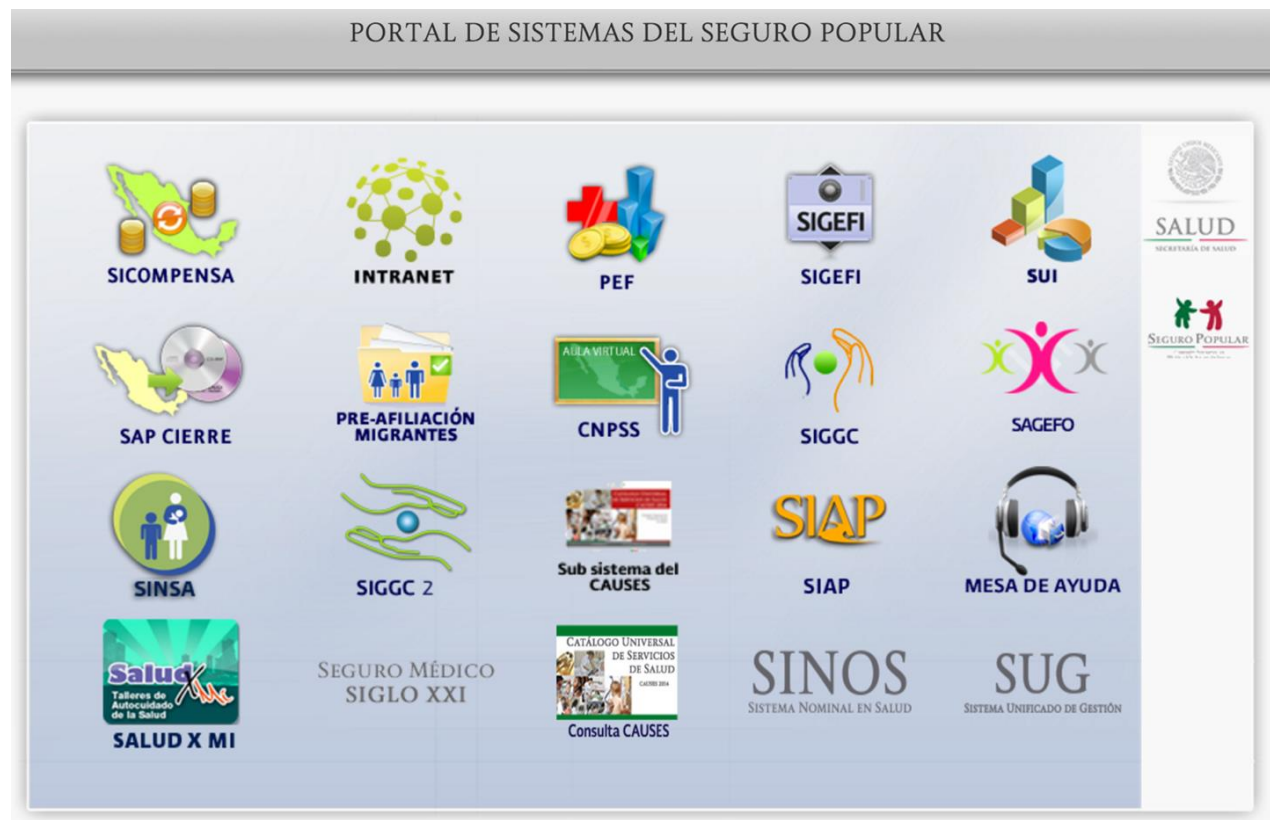 PORTAL DE SISTEMAS DEL SEGURO POPULAR
SICOMPENSA
INTRANET
PEF
SIGEFI
SIGEFI
SUI
SALUD
SECRETARÍA DE SALUD
SAP CIERRE
PRE-AFILIACIÓN
MIGRANTES
AULA VIRTUAL
CNPSS
SIGGC
SAGEFO
SEGURO POPULAR
SINSA
SIGGC 2
Sub sistema del
CAUSES
SIAP
SIAP
MESA DE AYUDA
SaludXMi
Talleres de
Autocuidado
de la Salud
SALUD X MI
SEGURO MÉDICO
SIGLO XXI
CATÁLOGO UNIVERSAL
DE SERVICIOS
DE SALUD
CAUSES 2014
Consulta CAUSES
SINOS
SISTEMA NOMINAL EN SALUD
SUG
SISTEMA UNIFICADO DE GESTIÓN